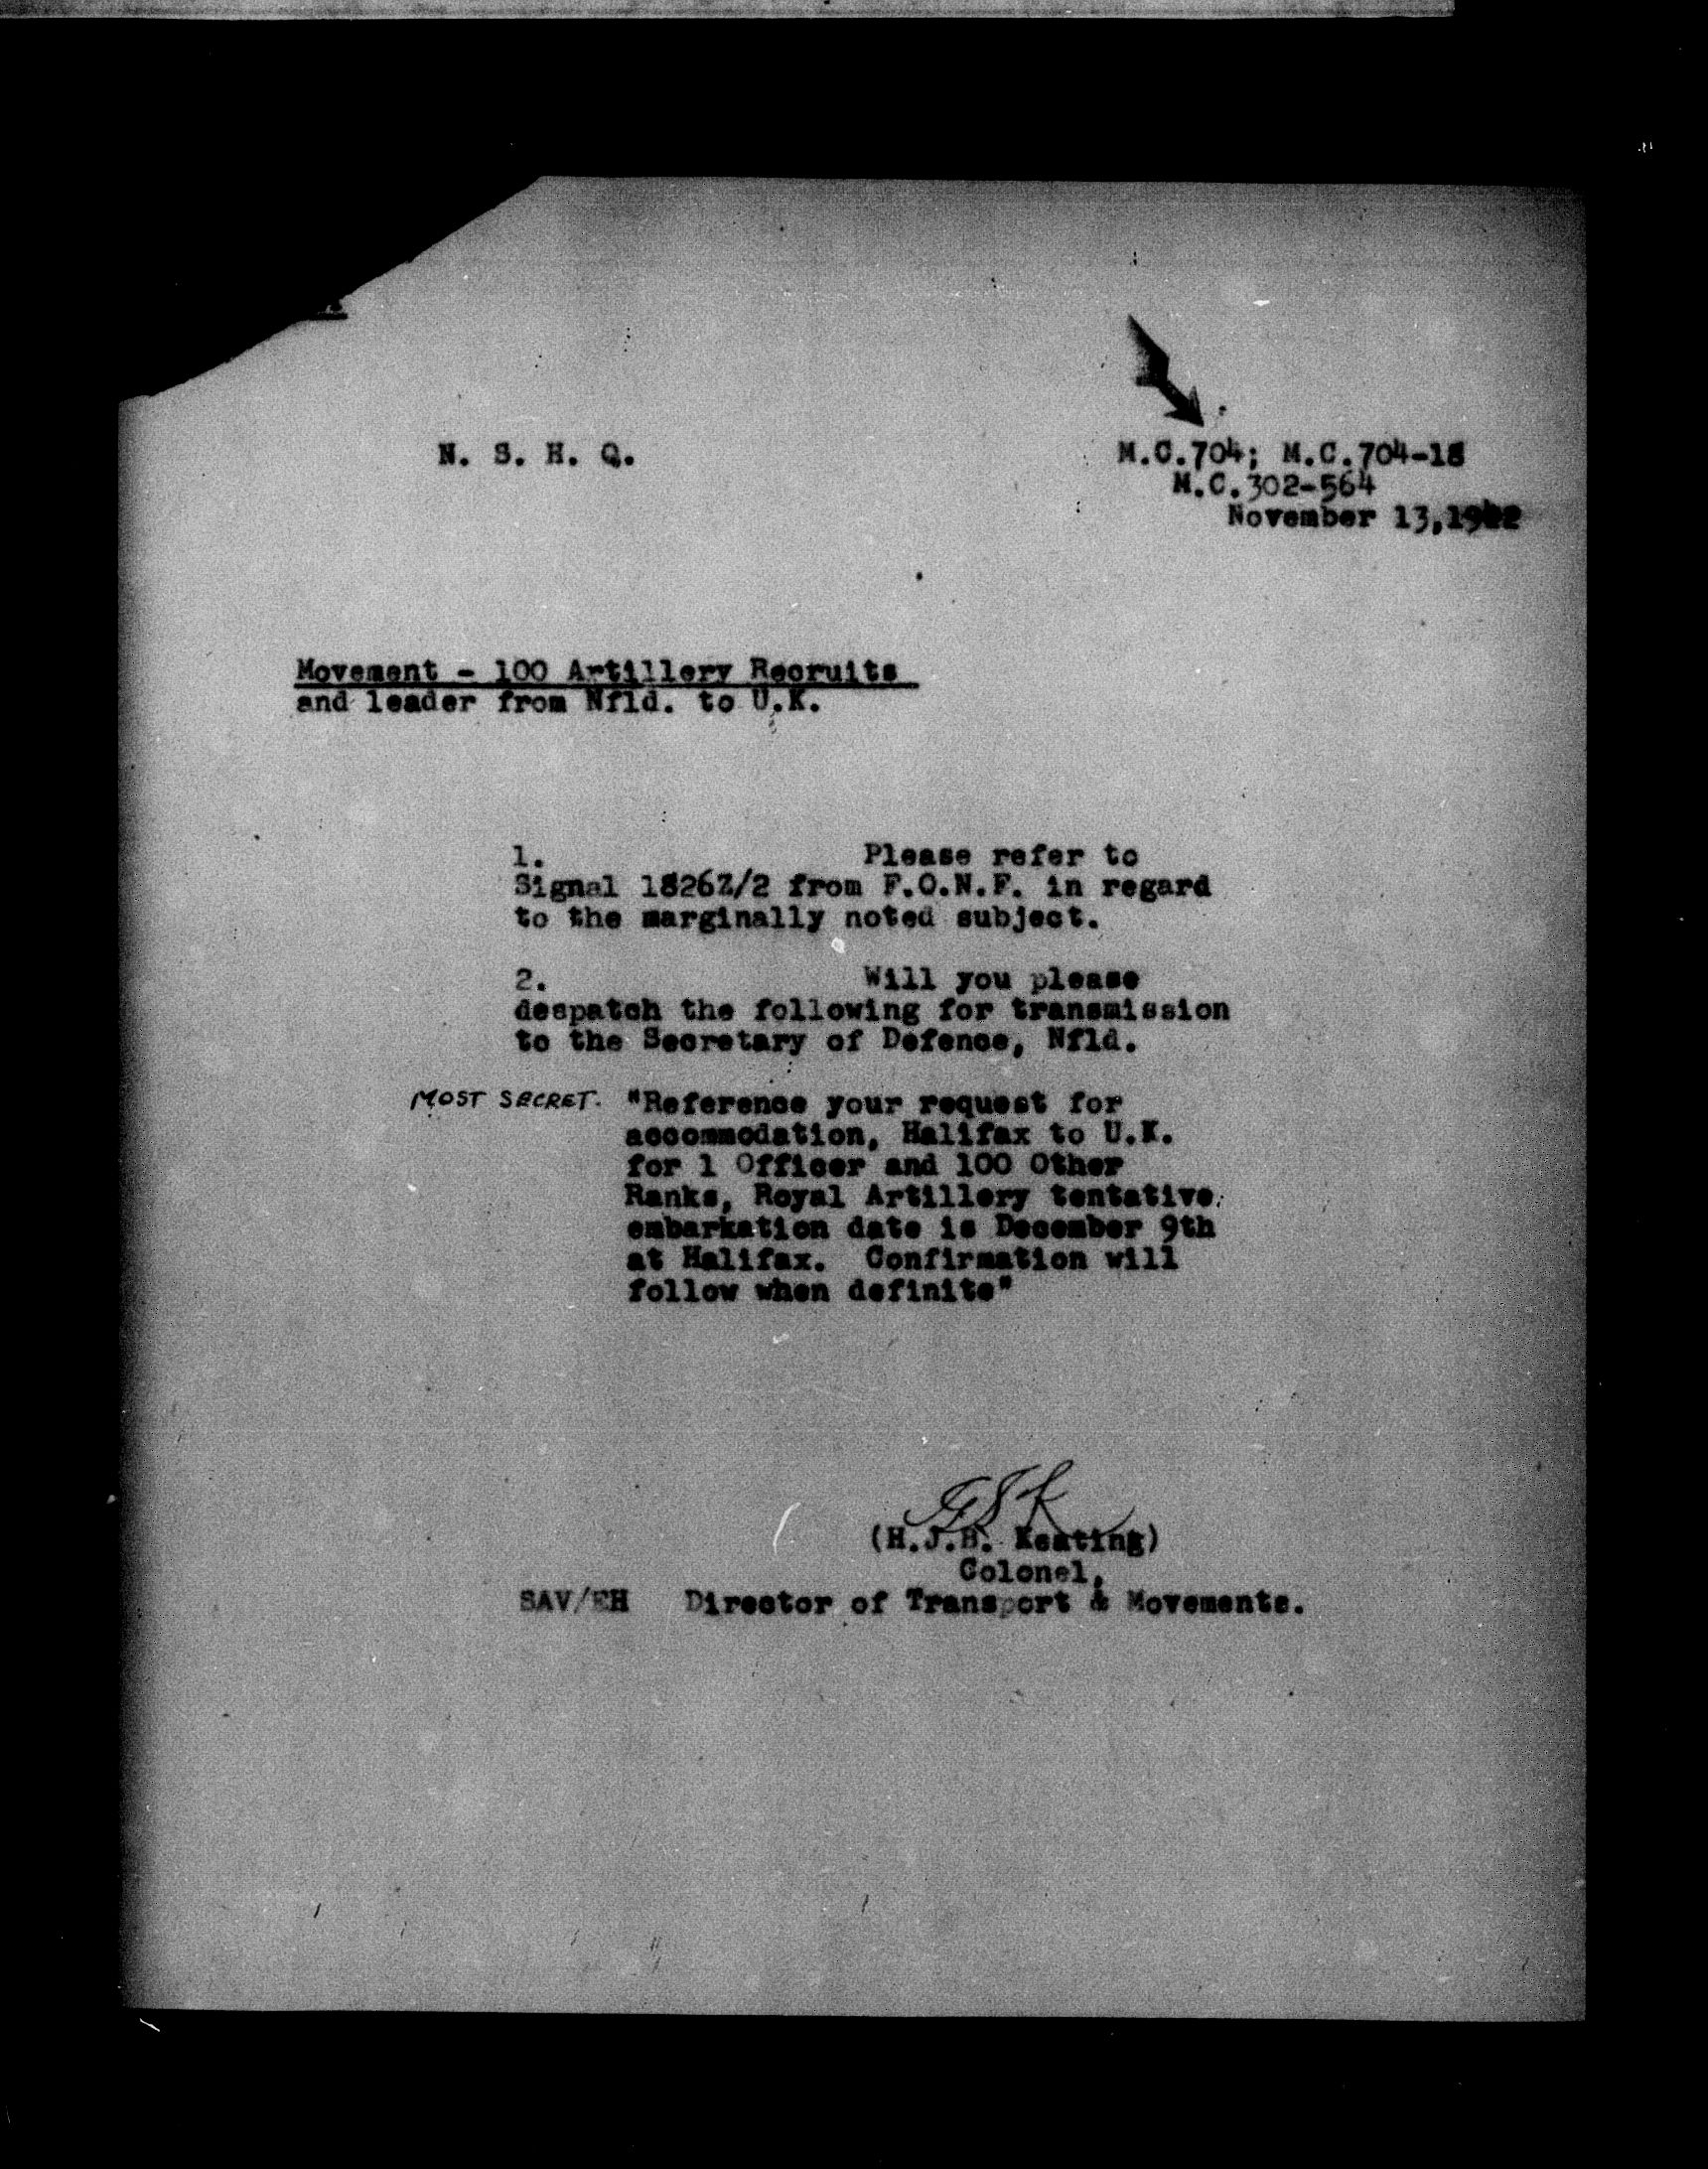 N. S. H. Q.
M.C.704; M.C.704-18
M.C.302-564
November 13,1942
Movement - 100 Artillery Recruits
and leader from Nfld. to U.K.
1. Please refer to
Signal 1826Z/2 from F.O.N.F. in regard
to the marginally noted subject.
2. Will you please
despatch the following for transmission
to the Secretary of Defence, Nfld.
MOST SECRET. "Reference your request for
accommodation, Halifax to U.K.
for 1 Officer and 100 Other
Ranks, Royal Artillery tentative
embarkation date is December 9th
at Halifax. Confirmation will
follow when definite"
(H.J.B. Keating)
Colonel,
SAV/EH Director of Transport & Movements.